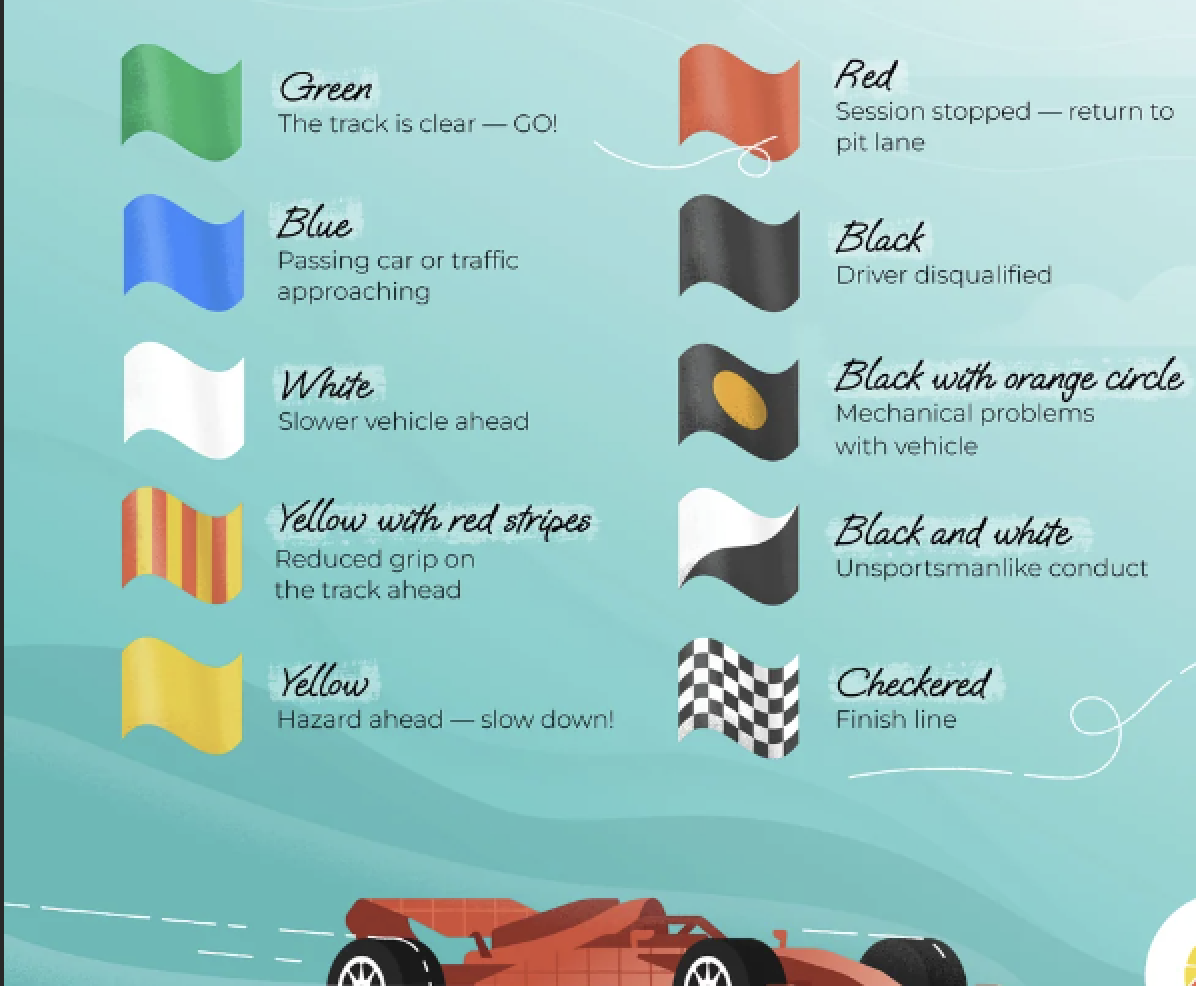 Green
The track is clear — GO!
Blue
Passing car or traffic
approaching
White
Slower vehicle ahead
Yellow with red stripes
Reduced grip on
the track ahead
Yellow
Hazard ahead — slow down!
Red
Session stopped — return to
pit lane
Black
Driver disqualified
Black with orange circle
Mechanical problems
with vehicle
Black and white
Unsportsmanlike conduct
Checkered
Finish line